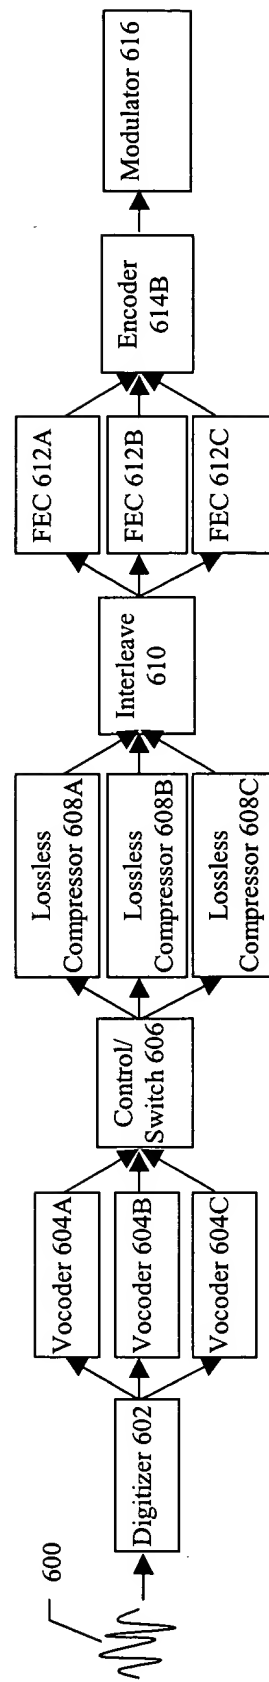 600
Digitizer 602
Vocoder 604A
Vocoder 604B
Vocoder 604C
Control/
Switch 606
Lossless
Compressor 608A
Lossless
Compressor 608B
Lossless
Compressor 608C
Interleave
610
FEC 612A
FEC 612B
FEC 612C
Encoder
614B
Modulator 616